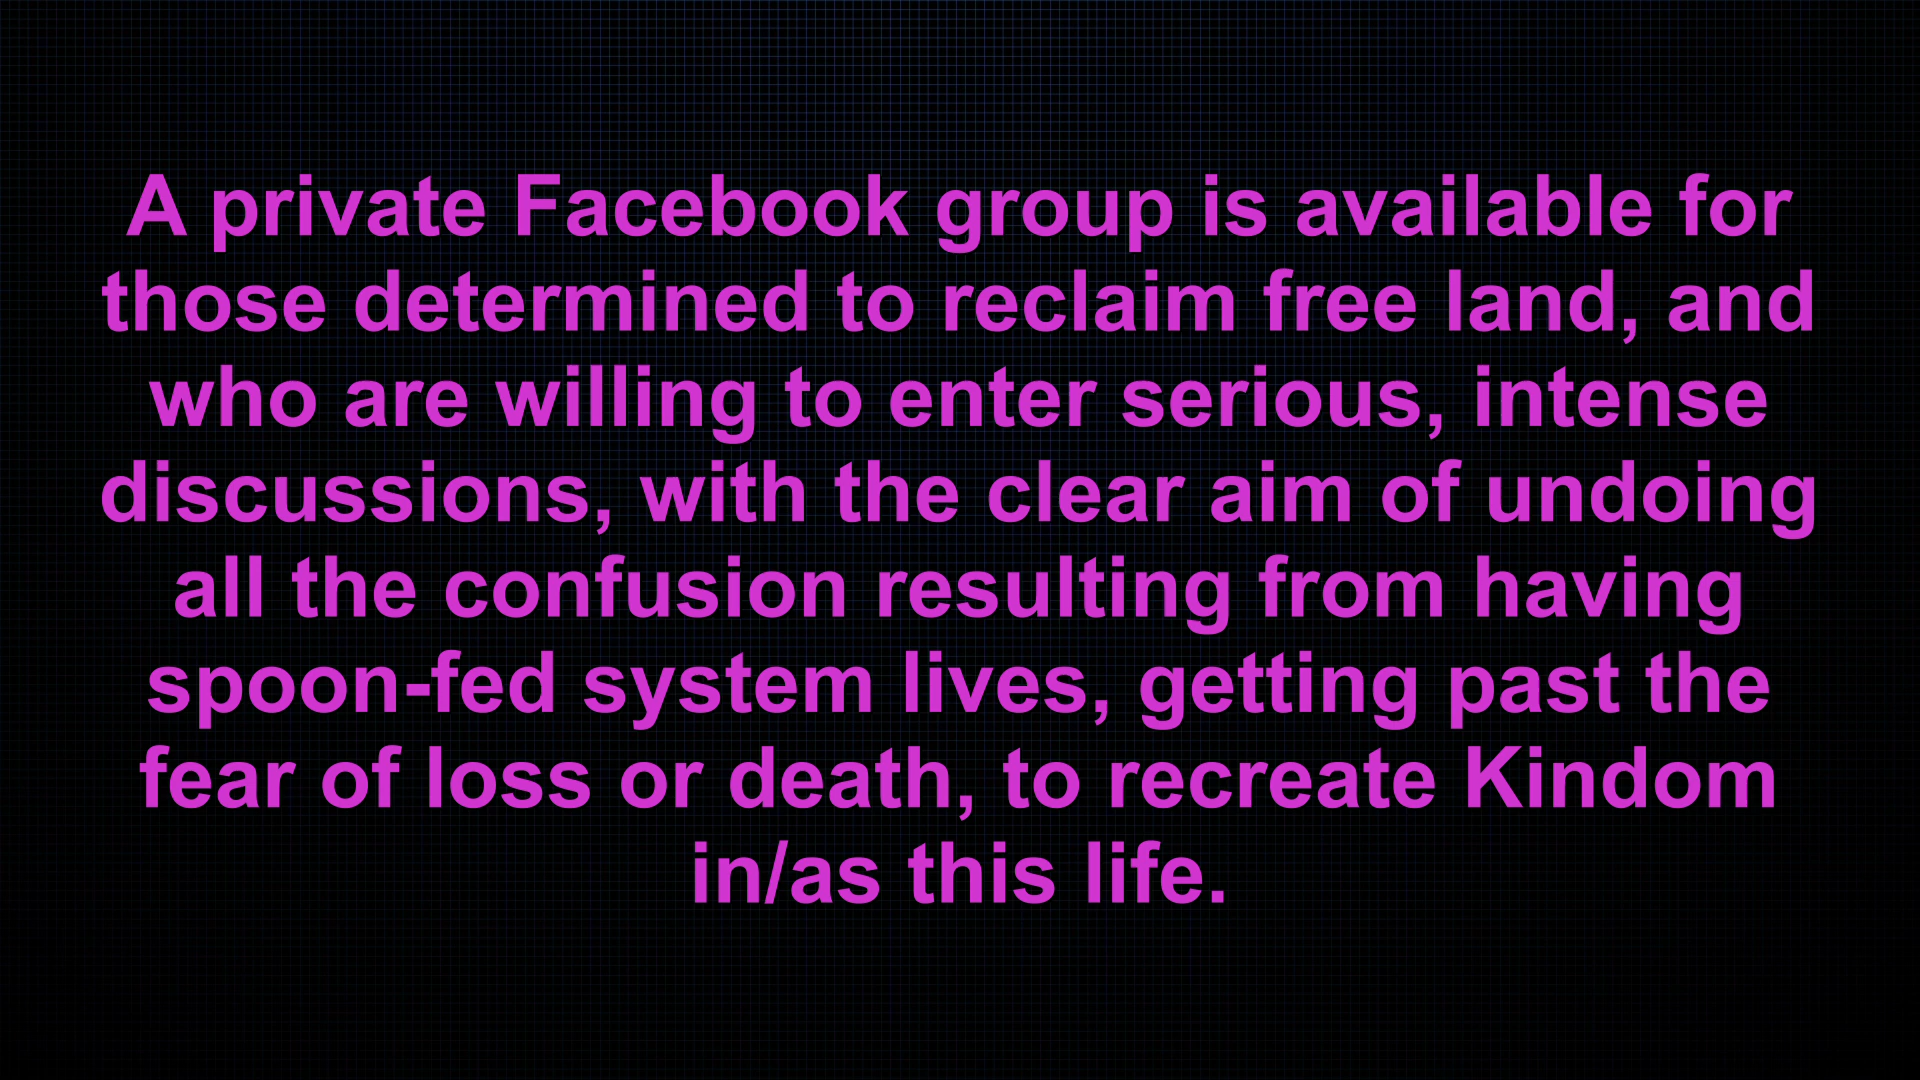 A private Facebook group is available for
those determined to reclaim free land, and
who are willing to enter serious, intense
discussions, with the clear aim of undoing
all the confusion resulting from having
spoon-fed system lives, getting past the
fear of loss or death, to recreate Kindom
in/as this life.